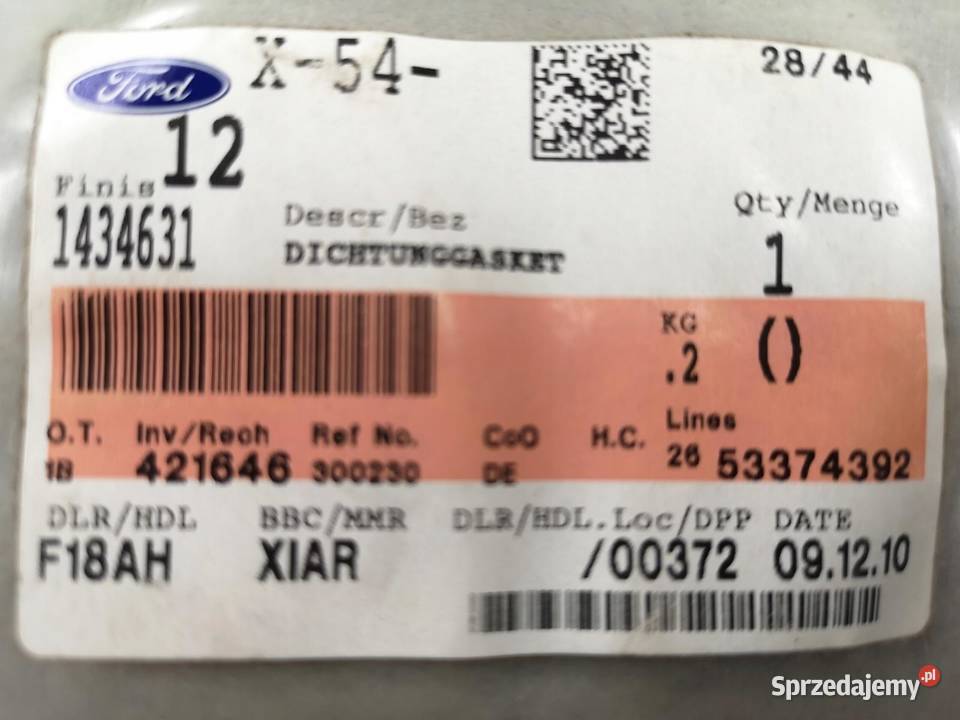 Ford X-54- 28/44
12
Finis
1434631
Descr/Bez
DICHTUNGGASKET
Qty/Menge
1
KG
.2 ()
O.T. Inv/Rech Ref No. CoO H.C. Lines
1B 421646 300230 DE 26 53374392
DLR/HDL BBC/MMR DLR/HDL.Loc/DPP DATE
F18AH XIAR /00372 09.12.10
Sprzedajemy.pl